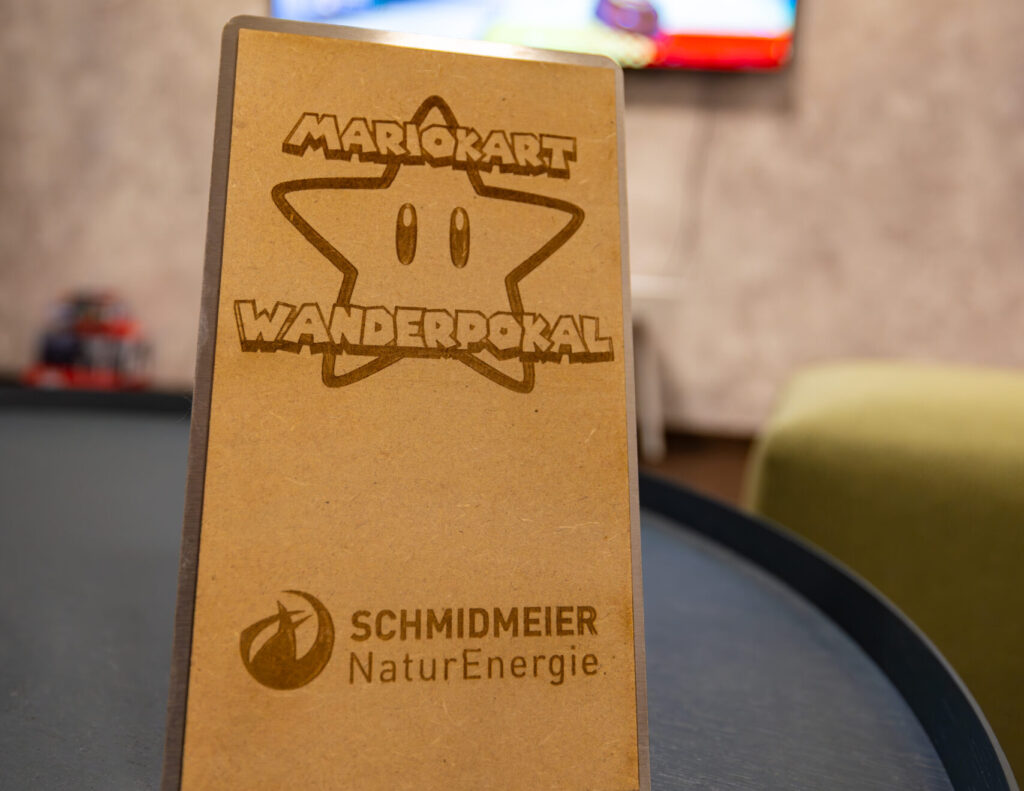 MARIOKART
WANDERPOKAL
SCHMIDMEIER
NaturEnergie